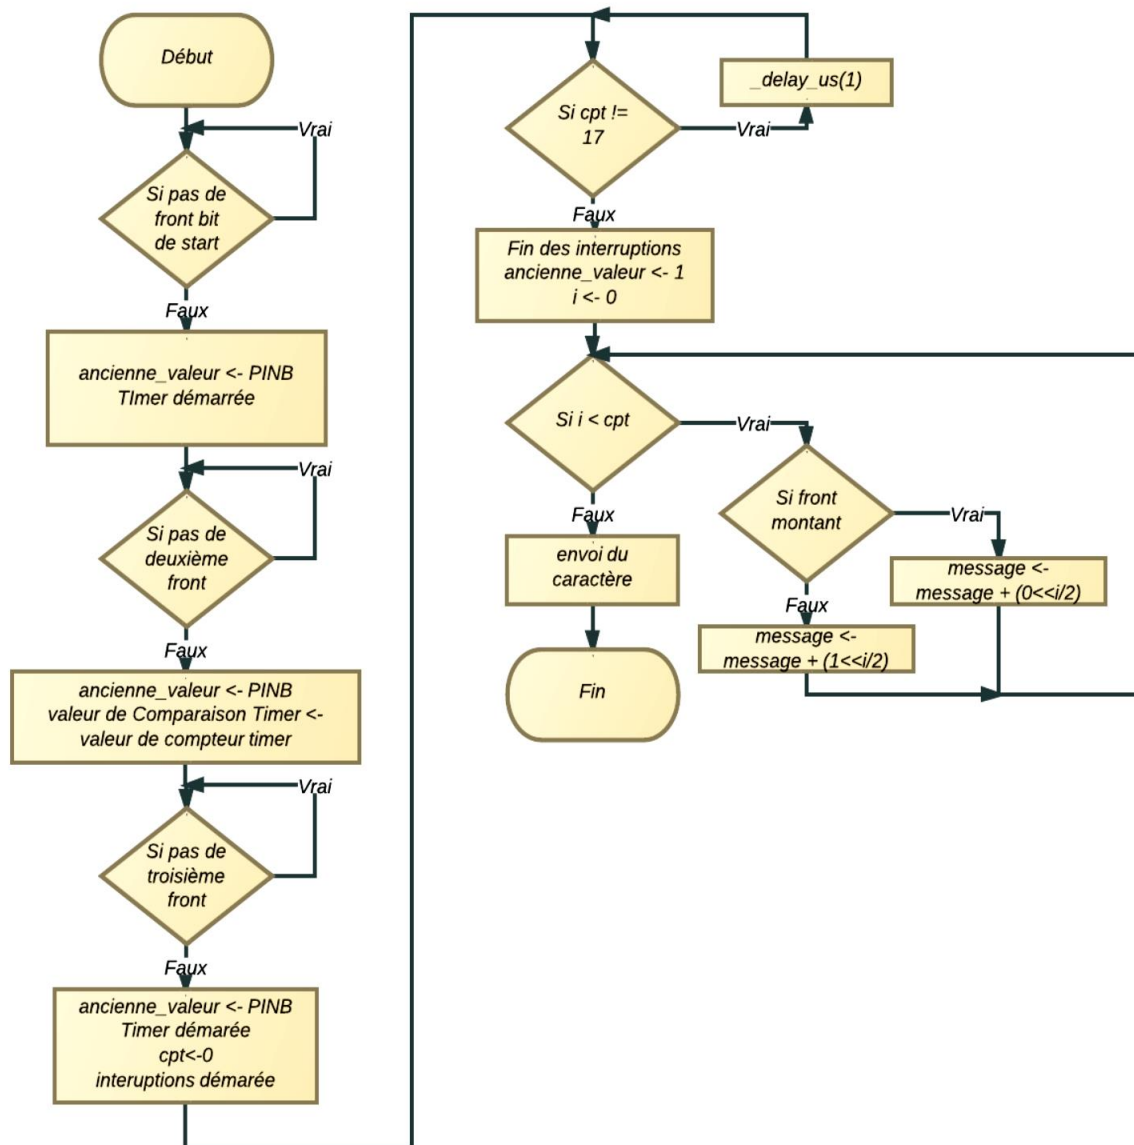 Début
Vrai
Si pas de
front bit
de start
Faux
ancienne_valeur <- PINB
TImer démarrée
Vrai
Si pas de
deuxième
front
Faux
ancienne_valeur <- PINB
valeur de Comparaison Timer <-
valeur de compteur timer
Vrai
Si pas de
troisième
front
Faux
ancienne_valeur <- PINB
Timer démarée
cpt<-0
interuptions démarée
_delay_us(1)
Si cpt !=
17
Vrai
Faux
Fin des interruptions
ancienne_valeur <- 1
i <- 0
Si i < cpt
Vrai
Si front
montant
Vrai
Faux
envoi du
caractère
message <-
message + (0<<i/2)
Faux
message <-
message + (1<<i/2)
Fin